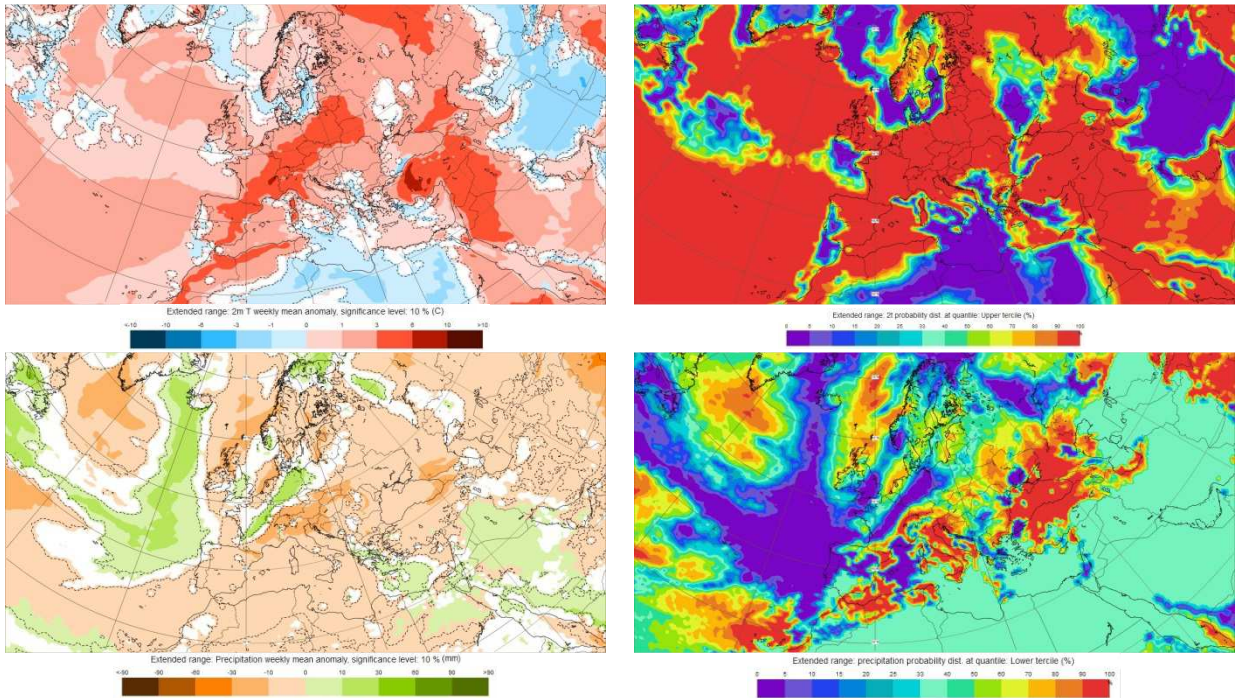 Extended range: 2m T weekly mean anomaly, significance level: 10 % (C)
<-10 -10 -6 -3 -1 0 1 3 6 10 >10
Extended range: 2t probability dist. at quantile: Upper tercile (%)
0 5 10 15 20 25 30 40 50 60 70 80 90 100
%
Extended range: Precipitation weekly mean anomaly, significance level: 10 % (mm)
<-90 -90 -60 -30 -10 0 10 30 60 90 >90
Extended range: precipitation probability dist. at quantile: Lower tercile (%)
0 5 10 15 20 25 30 40 50 60 70 80 90 100
%